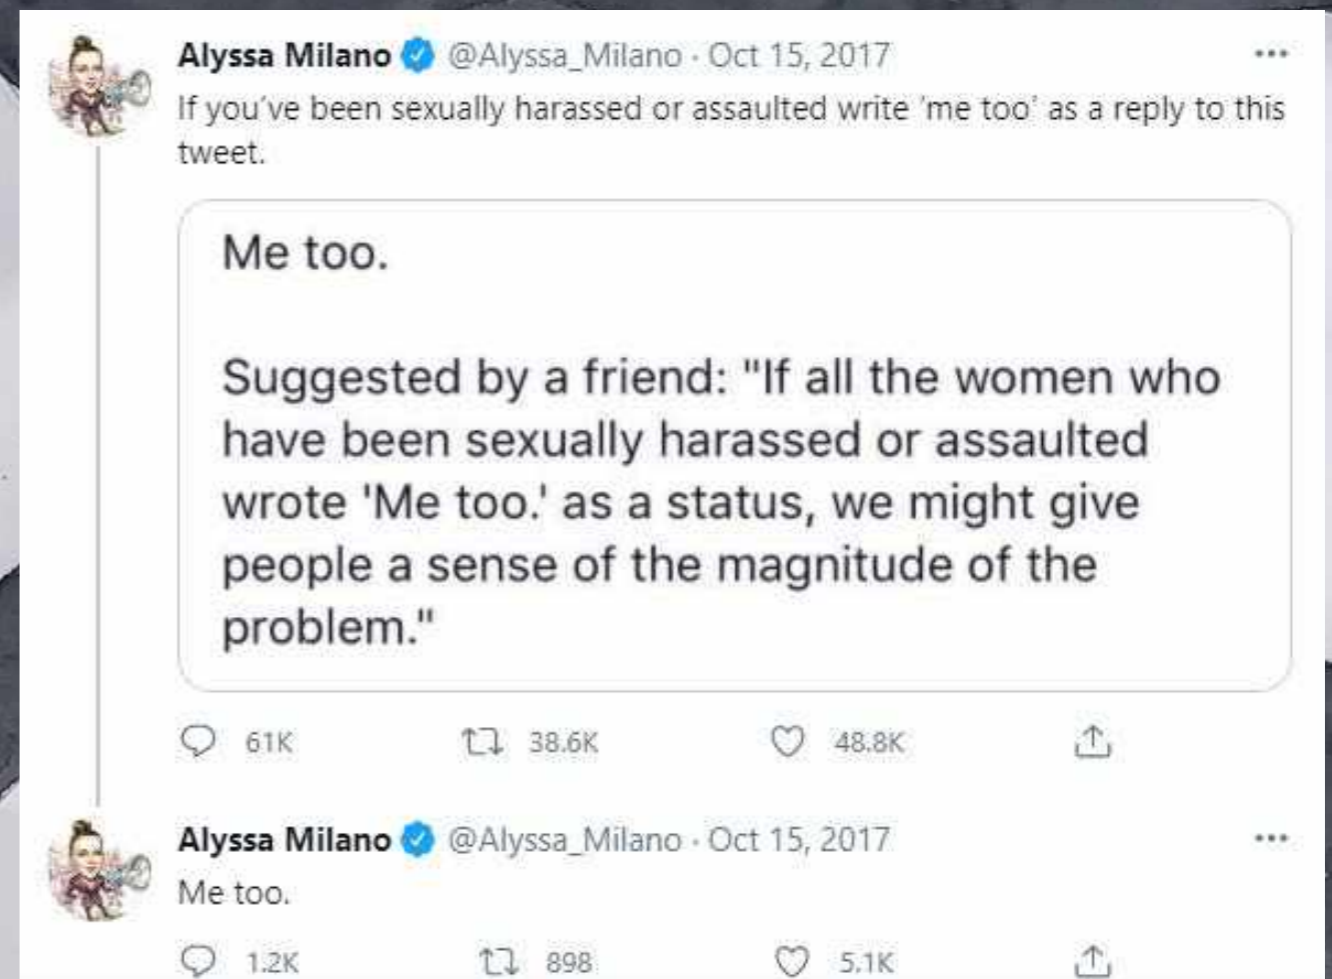 Alyssa Milano @Alyssa_Milano · Oct 15, 2017
If you've been sexually harassed or assaulted write 'me too' as a reply to this
tweet.
Me too.
Suggested by a friend: "If all the women who
have been sexually harassed or assaulted
wrote 'Me too.' as a status, we might give
people a sense of the magnitude of the
problem."
61K 38.6K 48.8K
Alyssa Milano @Alyssa_Milano · Oct 15, 2017
Me too.
1.2K 898 5.1K